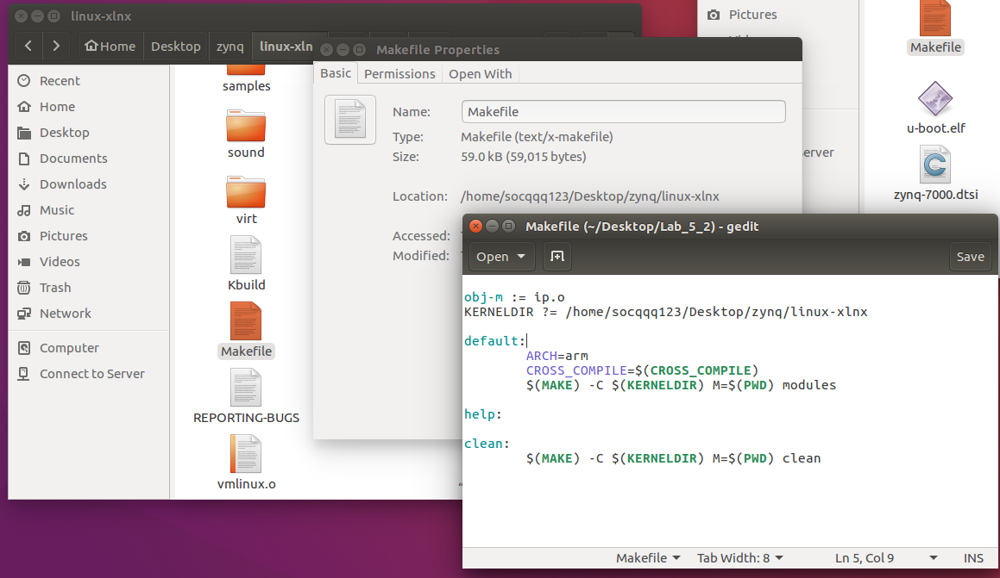 linux-xlnx
Home
Desktop
zynq
linux-xln
Recent
Home
Desktop
Documents
Downloads
Music
Pictures
Videos
Trash
Network
Computer
Connect to Server
samples
sound
virt
Kbuild
Makefile
REPORTING-BUGS
vmlinux.o
Makefile Properties
Basic
Permissions
Open With
Name:
Makefile
Type:
Makefile (text/x-makefile)
Size:
59.0 kB (59,015 bytes)
Location:
/home/socqqq123/Desktop/zynq/linux-xlnx
Accessed:
Modified:
Pictures
erver
Makefile
u-boot.elf
zynq-7000.dtsi
Makefile (~/Desktop/Lab_5_2) - gedit
Open
Save
obj-m := ip.o
KERNELDIR ?= /home/socqqq123/Desktop/zynq/linux-xlnx
default:
ARCH=arm
CROSS_COMPILE=$(CROSS_COMPILE)
$(MAKE) -C $(KERNELDIR) M=$(PWD) modules
help:
clean:
$(MAKE) -C $(KERNELDIR) M=$(PWD) clean
Makefile
Tab Width: 8
Ln 5, Col 9
INS